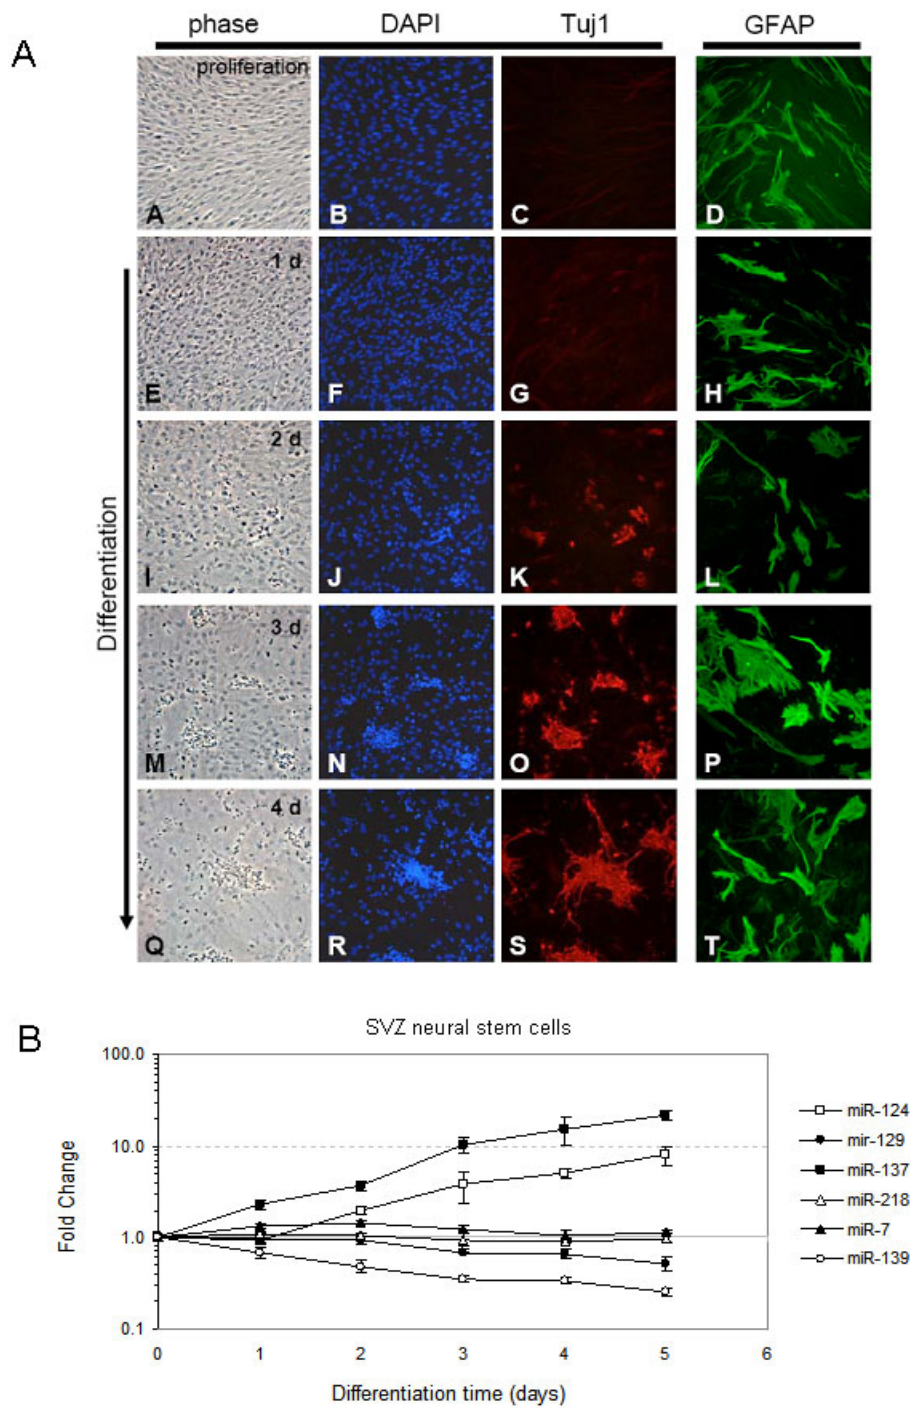 A
phase DAPI Tuj1 GFAP
proliferation
A B C D
1 d
E F G H
2 d
I J K L
Differentiation
3 d
M N O P
4 d
Q R S T
B
SVZ neural stem cells
100.0
10.0
1.0
0.1
Fold Change
0 1 2 3 4 5 6
Differentiation time (days)
miR-124
mir-129
miR-137
miR-218
miR-7
miR-139